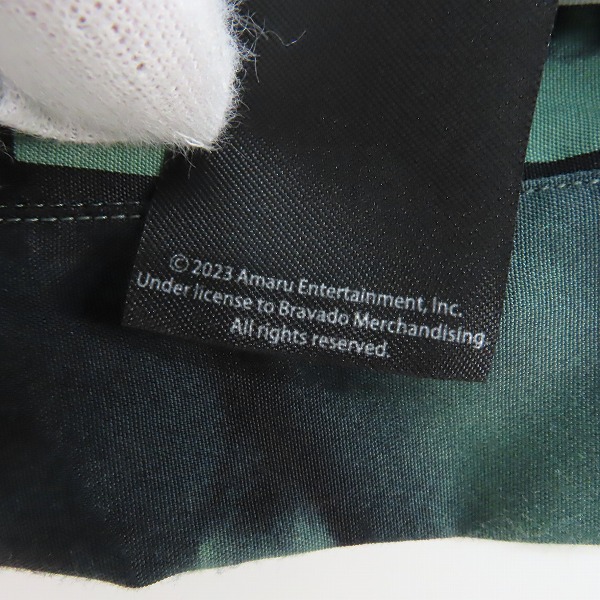 © 2023 Amaru Entertainment, Inc.
Under license to Bravado Merchandising.
All rights reserved.